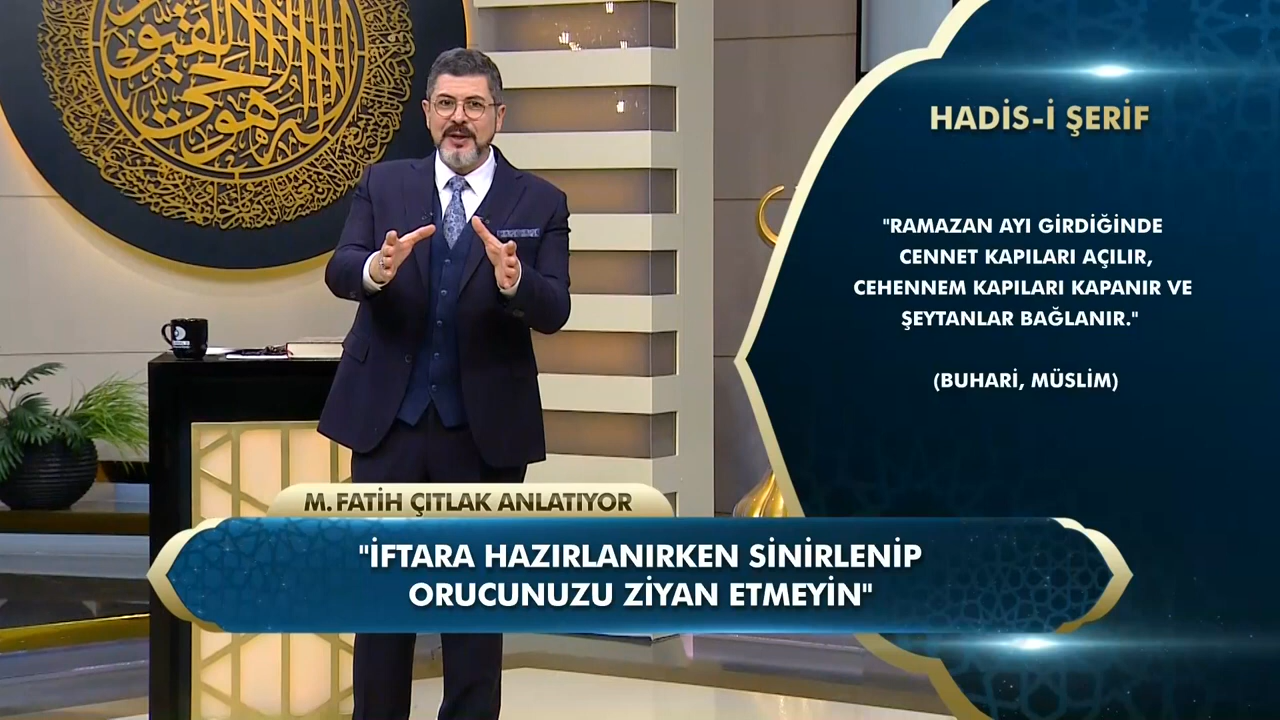 HADİS-İ ŞERİF
"RAMAZAN AYI GİRDİĞİNDE
CENNET KAPILARI AÇILIR,
CEHENNEM KAPILARI KAPANIR VE
ŞEYTANLAR BAĞLANIR."
(BUHARİ, MÜSLİM)
M. FATİH ÇITLAK ANLATIYOR
"İFTARA HAZIRLANIRKEN SİNİRLENİP
ORUCUNUZU ZİYAN ETMEYİN"